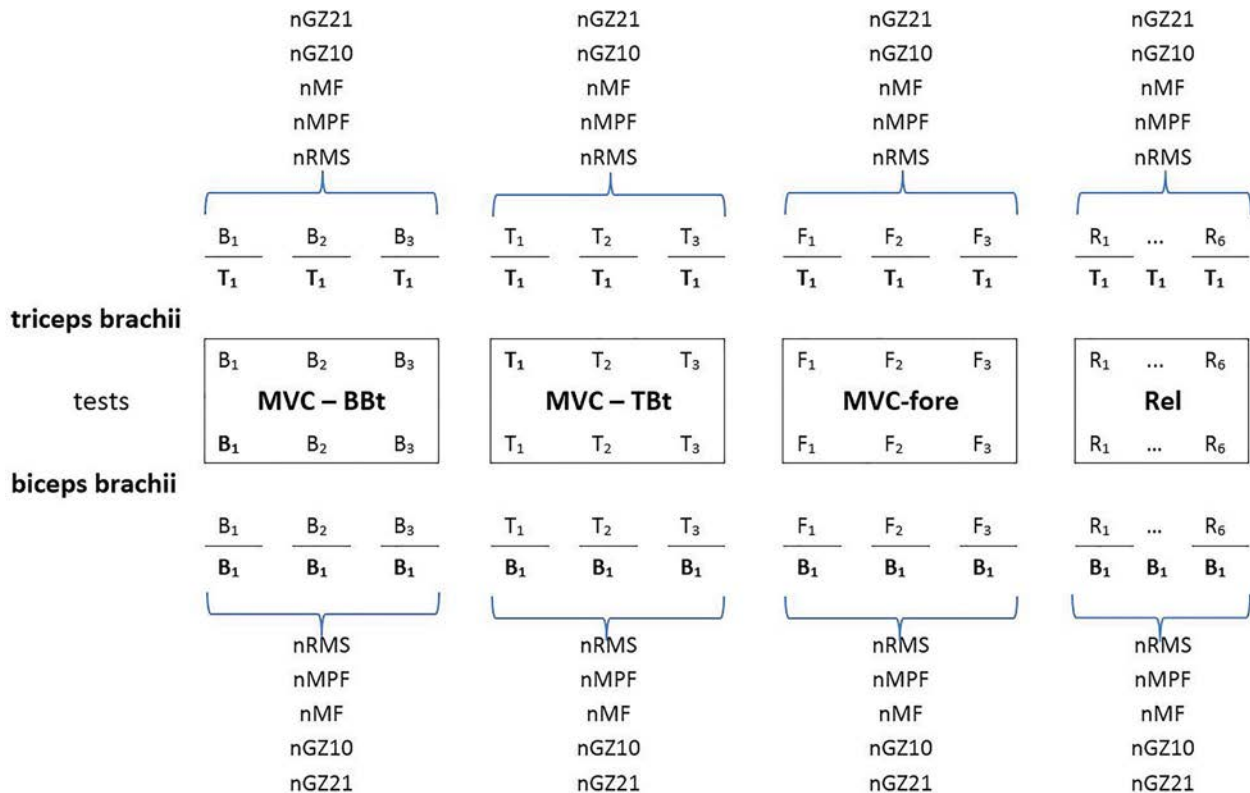 nGZ21 nGZ21 nGZ21 nGZ21
nGZ10 nGZ10 nGZ10 nGZ10
nMF nMF nMF nMF
nMPF nMPF nMPF nMPF
nRMS nRMS nRMS nRMS
B₁ B₂ B₃ T₁ T₂ T₃ F₁ F₂ F₃ R₁ ... R₆
T₁ T₁ T₁ T₁ T₁ T₁ T₁ T₁ T₁ T₁ T₁ T₁
triceps brachii
B₁ B₂ B₃ T₁ T₂ T₃ F₁ F₂ F₃ R₁ ... R₆
tests MVC – BBt MVC – TBt MVC-fore Rel
B₁ B₂ B₃ T₁ T₂ T₃ F₁ F₂ F₃ R₁ ... R₆
biceps brachii
B₁ B₂ B₃ T₁ T₂ T₃ F₁ F₂ F₃ R₁ ... R₆
B₁ B₁ B₁ B₁ B₁ B₁ B₁ B₁ B₁ B₁ B₁ B₁
nRMS nRMS nRMS nRMS
nMPF nMPF nMPF nMPF
nMF nMF nMF nMF
nGZ10 nGZ10 nGZ10 nGZ10
nGZ21 nGZ21 nGZ21 nGZ21